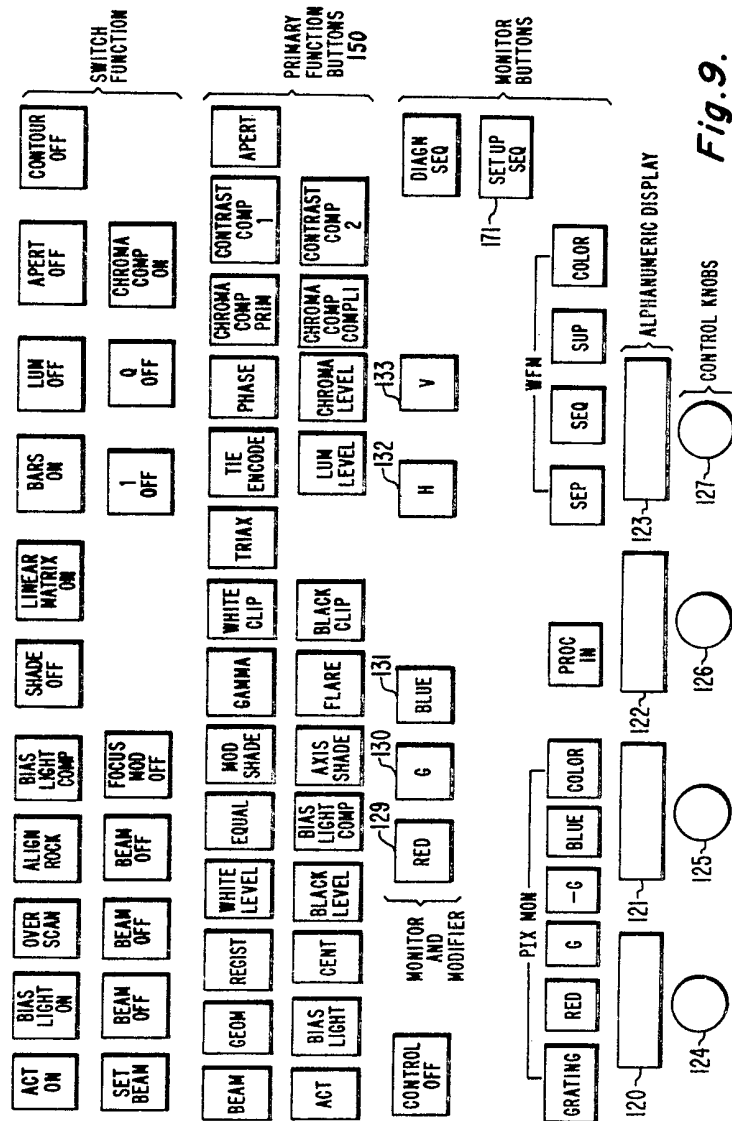 ACT
ON
BIAS
LIGHT
ON
OVER
SCAN
ALIGN
ROCK
BIAS
LIGHT
COMP
SHADE
OFF
LINEAR
MATRIX
ON
BARS
ON
LUM
OFF
APERT
OFF
CONTOUR
OFF
SWITCH
FUNCTION
SET
BEAM
BEAM
OFF
BEAM
OFF
BEAM
OFF
FOCUS
MOD
OFF
1
OFF
Q
OFF
CHROMA
COMP
ON
BEAM
GEOM
REGIST
WHITE
LEVEL
EQUAL
MOD
SHADE
GAMMA
WHITE
CLIP
TRIAX
TIE
ENCODE
PHASE
CHROMA
COMP
PRIM
CONTRAST
COMP
1
APERT
PRIMARY
FUNCTION
BUTTONS
150
ACT
BIAS
LIGHT
CENT
BLACK
LEVEL
BIAS
LIGHT
COMP
AXIS
SHADE
FLARE
BLACK
CLIP
LUM
LEVEL
CHROMA
LEVEL
CHROMA
COMP
COMPLI
CONTRAST
COMP
2
CONTROL
OFF
MONITOR
AND
MODIFIER
129
RED
130
G
131
BLUE
132
H
133
V
DIAGN
SEQ
171
SET UP
SEQ
MONITOR
BUTTONS
PIX MON
GRATING
RED
G
-G
BLUE
COLOR
PROC
IN
WFM
SEP
SEQ
SUP
COLOR
120
121
122
123
ALPHANUMERIC DISPLAY
124
125
126
127
CONTROL KNOBS
Fig.9.